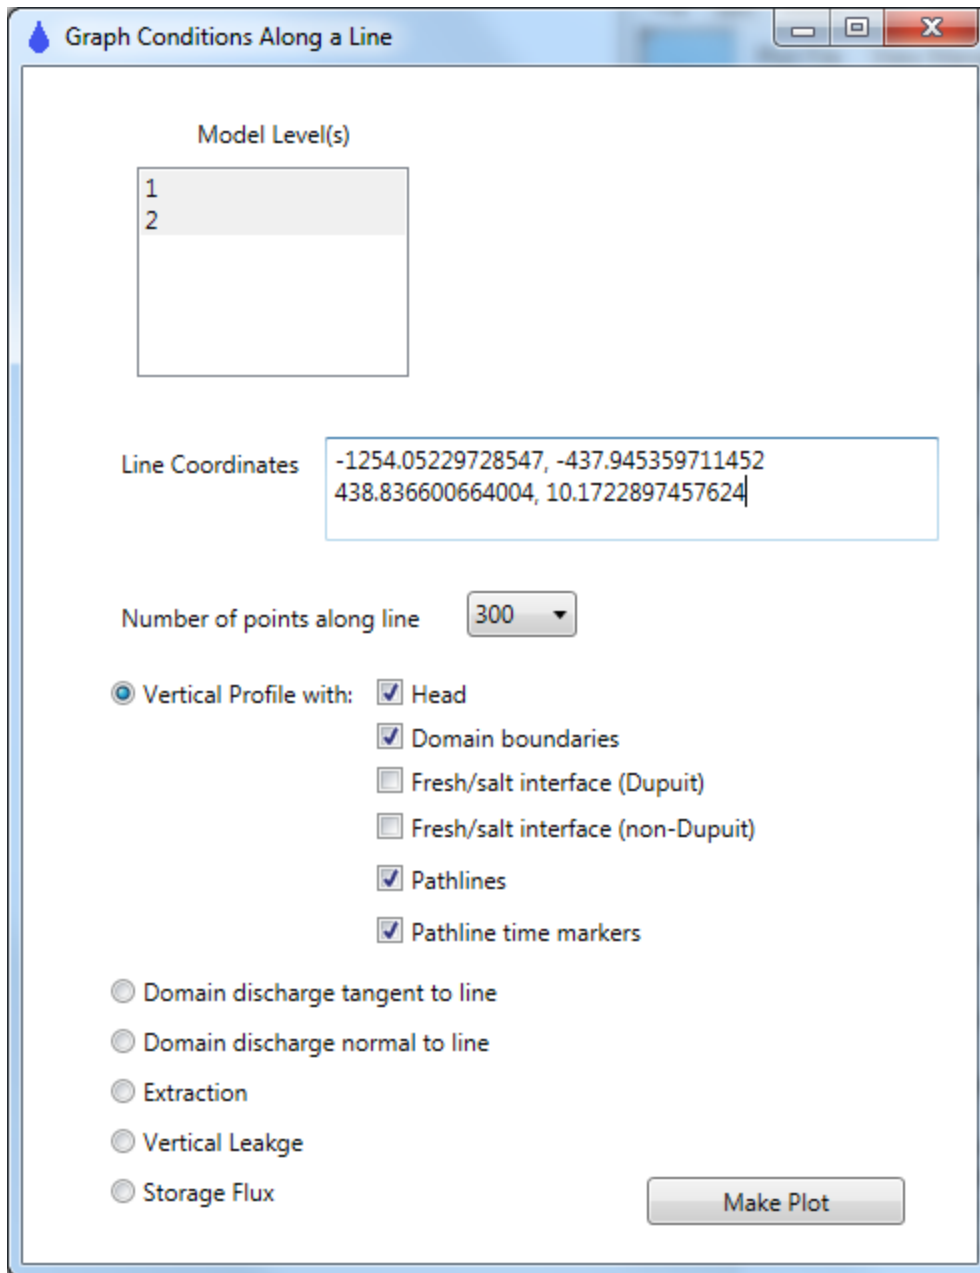 Graph Conditions Along a Line
Model Level(s)
1
2
Line Coordinates
-1254.05229728547, -437.945359711452
438.836600664004, 10.1722897457624
Number of points along line
300
Vertical Profile with:
Head
Domain boundaries
Fresh/salt interface (Dupuit)
Fresh/salt interface (non-Dupuit)
Pathlines
Pathline time markers
Domain discharge tangent to line
Domain discharge normal to line
Extraction
Vertical Leakge
Storage Flux
Make Plot